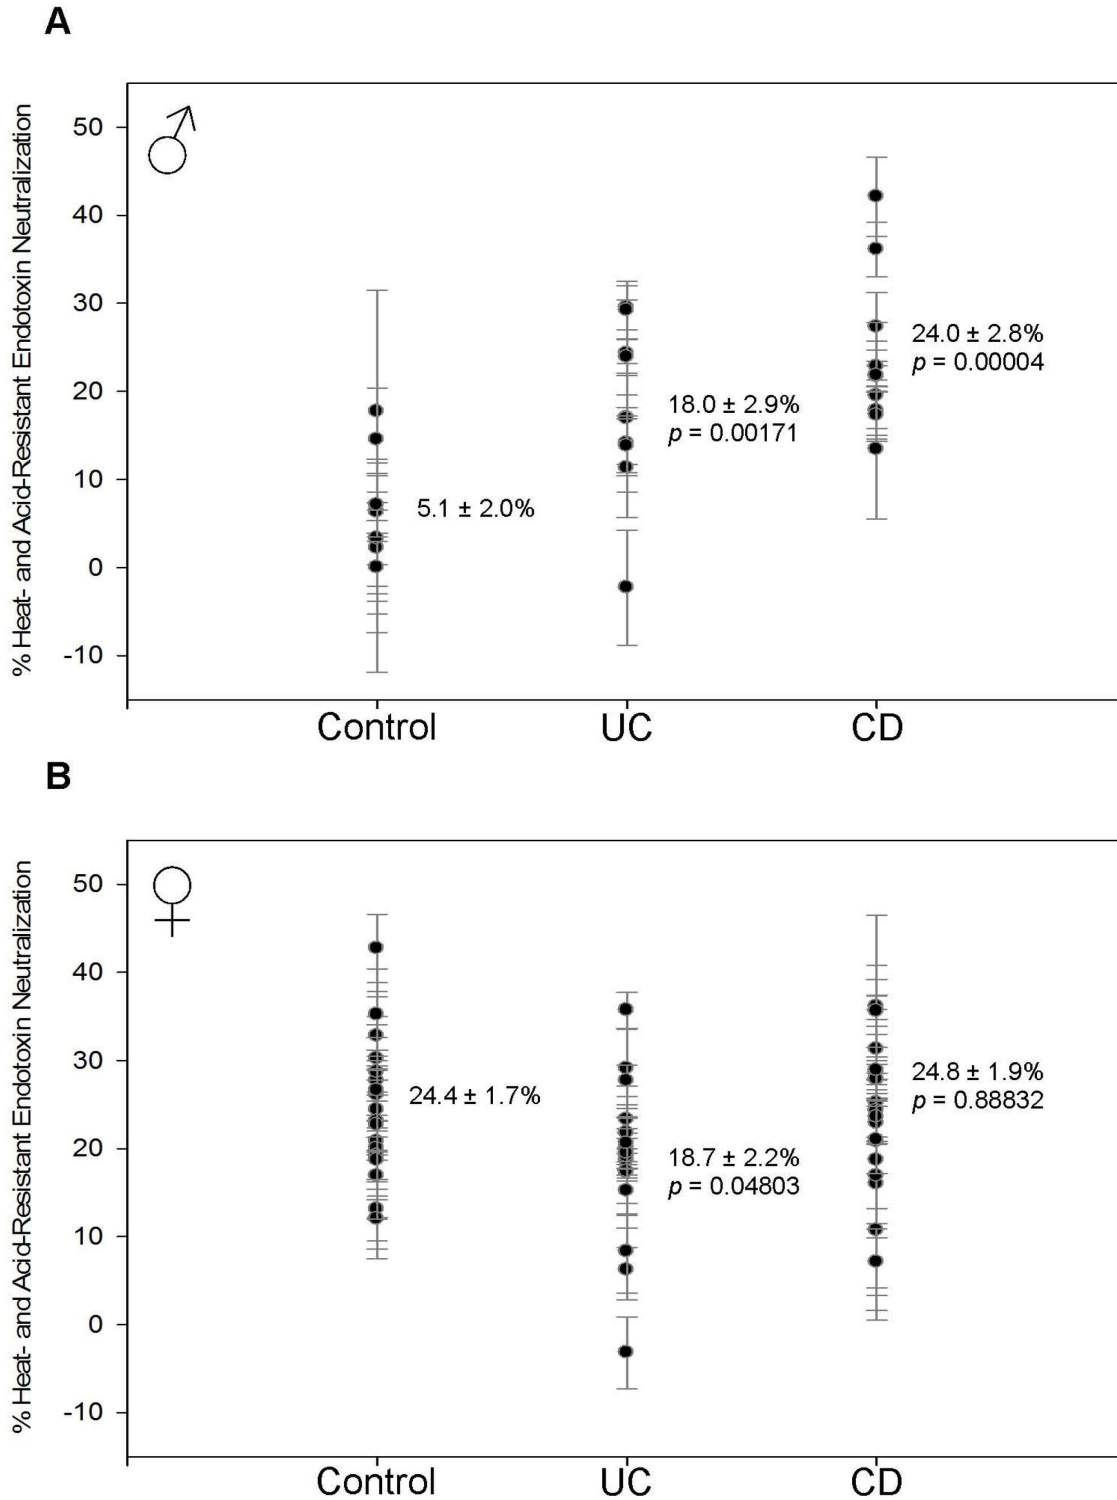 A
% Heat- and Acid-Resistant Endotoxin Neutralization
50
40
30
20
10
0
-10
5.1 ± 2.0%
18.0 ± 2.9%
p = 0.00171
24.0 ± 2.8%
p = 0.00004
Control UC CD
B
% Heat- and Acid-Resistant Endotoxin Neutralization
50
40
30
20
10
0
-10
24.4 ± 1.7%
18.7 ± 2.2%
p = 0.04803
24.8 ± 1.9%
p = 0.88832
Control UC CD